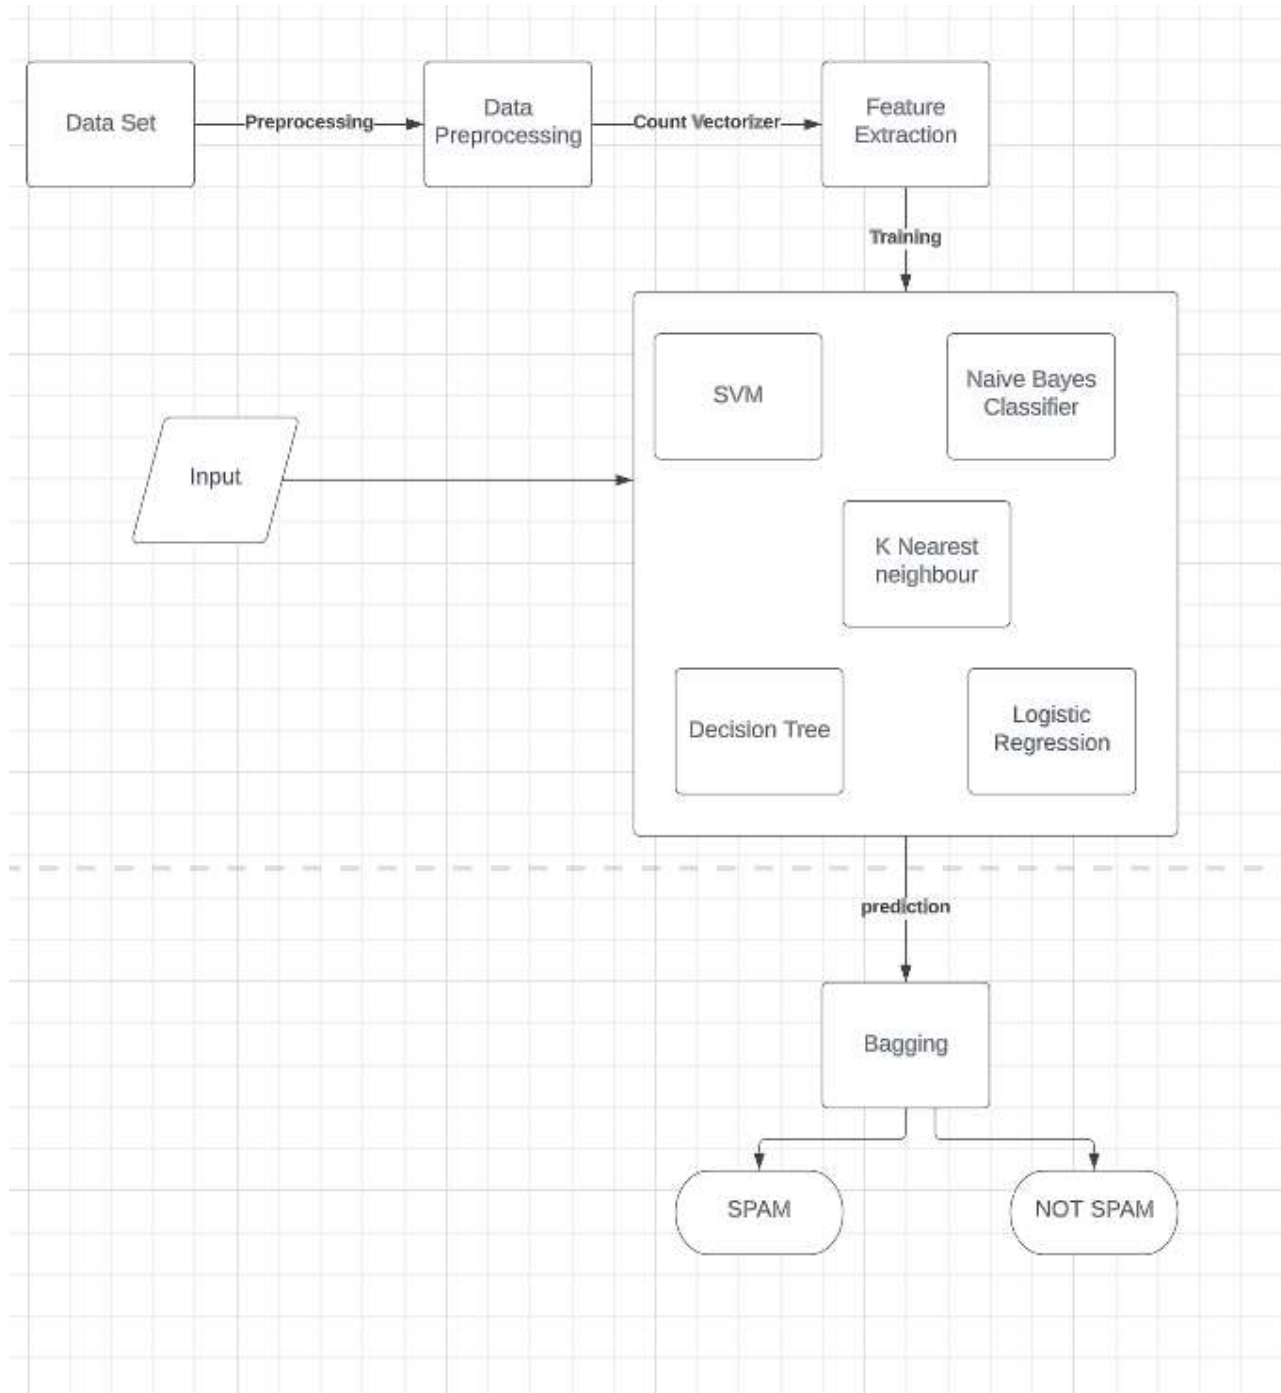 Data Set
Preprocessing
Data
Preprocessing
Count Vectorizer
Feature
Extraction
Training
SVM
Naive Bayes
Classifier
Input
K Nearest
neighbour
Decision Tree
Logistic
Regression
prediction
Bagging
SPAM
NOT SPAM